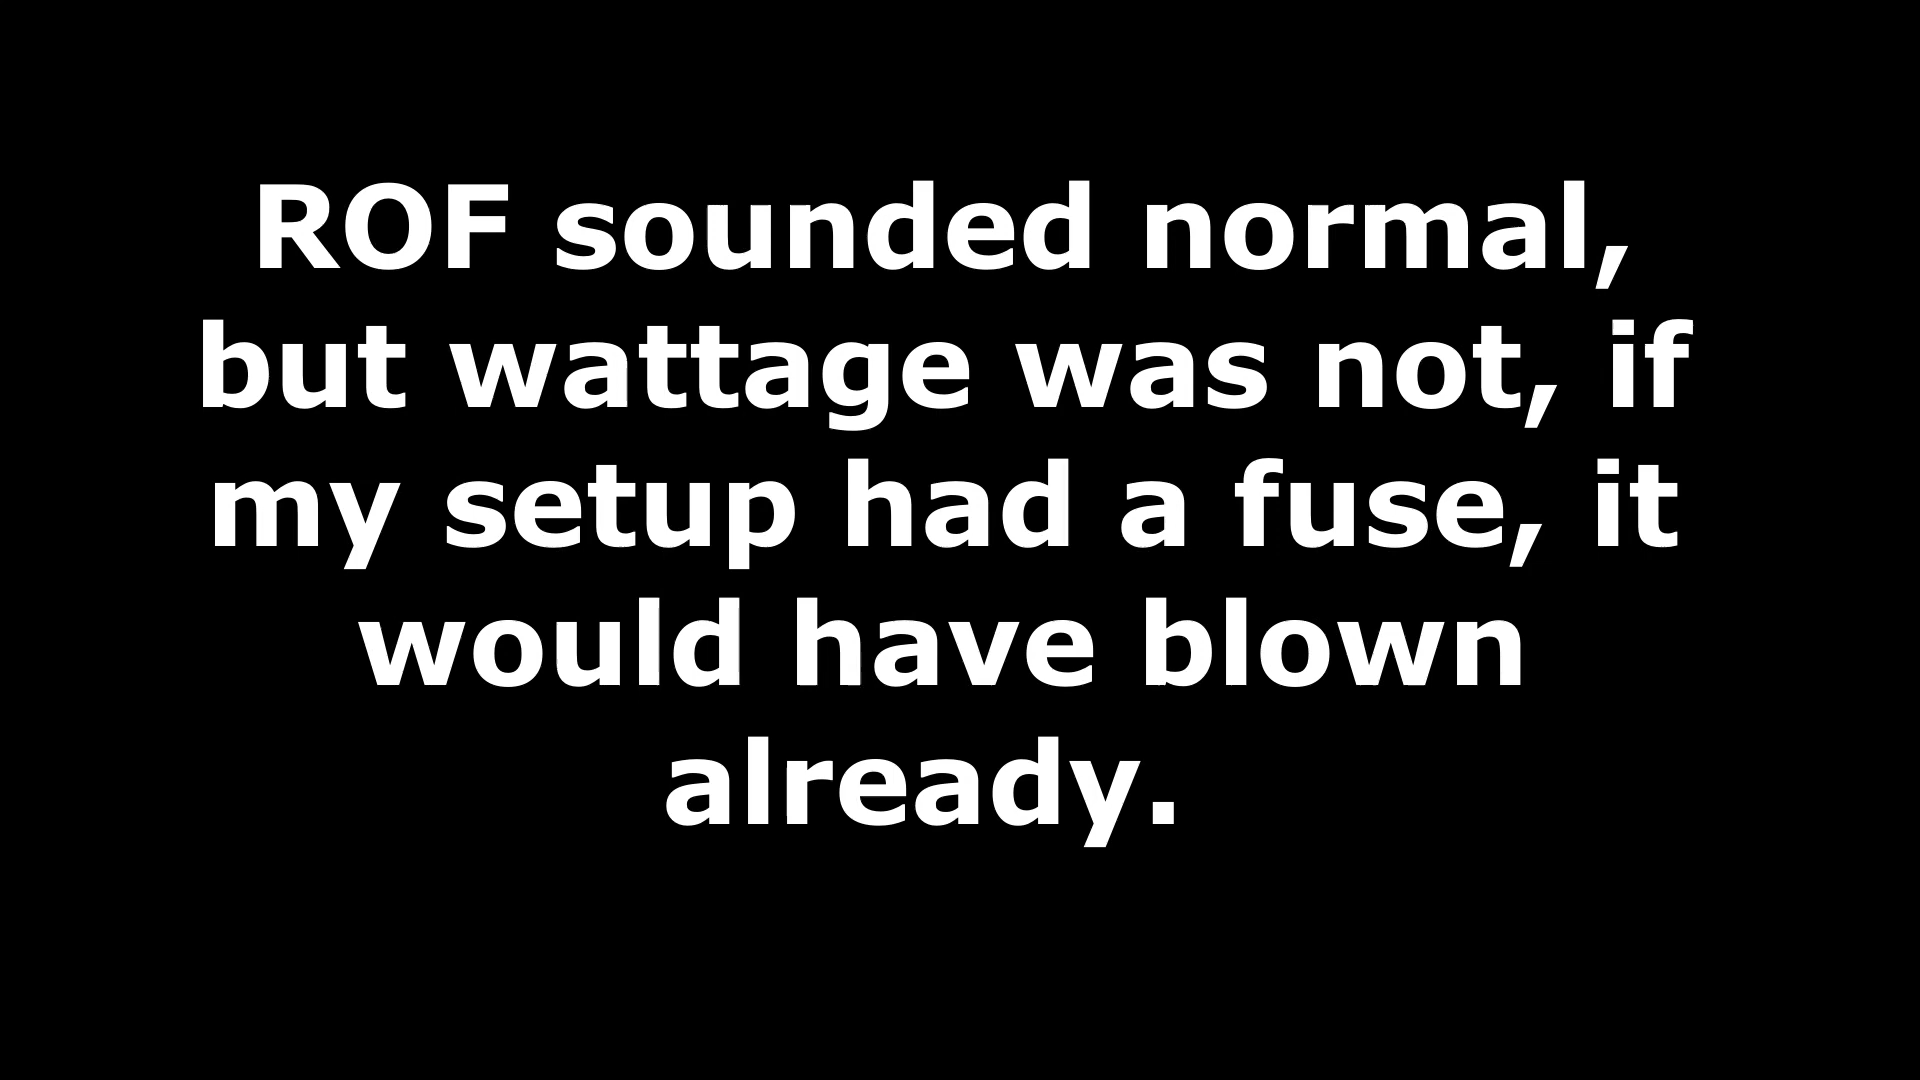 ROF sounded normal,
but wattage was not, if
my setup had a fuse, it
would have blown
already.